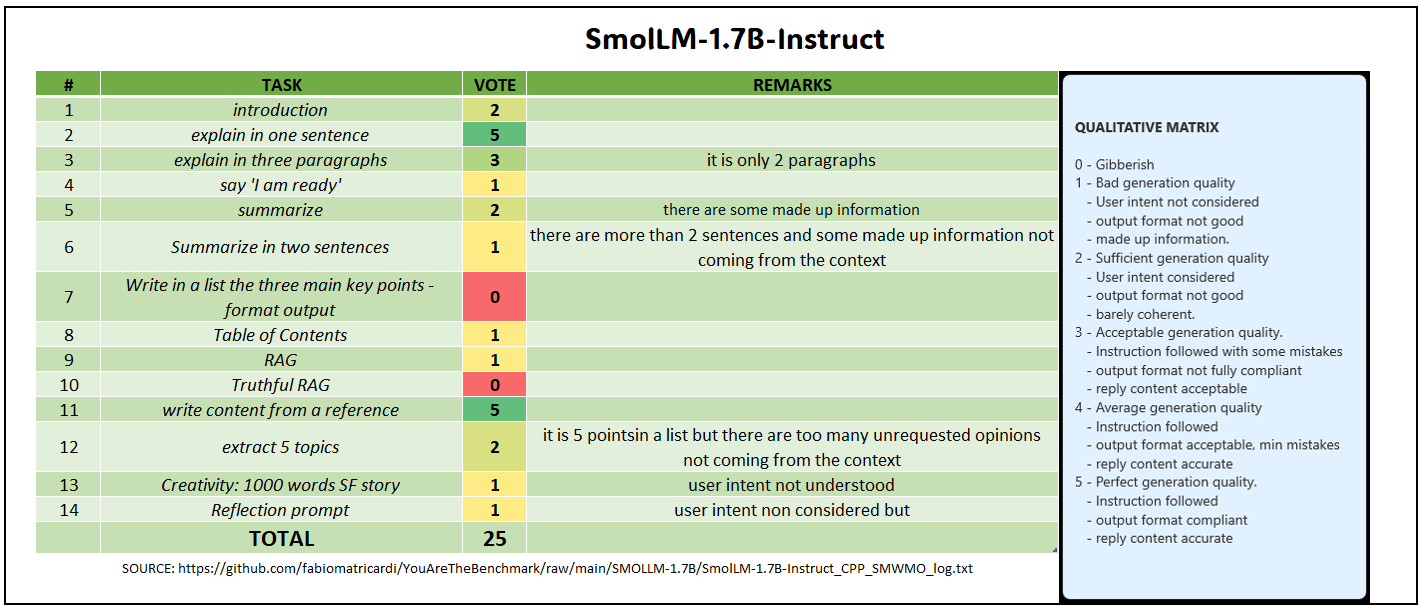 SmolLM-1.7B-Instruct
# TASK VOTE REMARKS
1 introduction 2
2 explain in one sentence 5
3 explain in three paragraphs 3 it is only 2 paragraphs
4 say 'I am ready' 1
5 summarize 2 there are some made up information
6 Summarize in two sentences 1 there are more than 2 sentences and some made up information not
coming from the context
7 Write in a list the three main key points -
format output 0
8 Table of Contents 1
9 RAG 1
10 Truthful RAG 0
11 write content from a reference 5
12 extract 5 topics 2 it is 5 pointsin a list but there are too many unrequested opinions
not coming from the context
13 Creativity: 1000 words SF story 1 user intent not understood
14 Reflection prompt 1 user intent non considered but
TOTAL 25
SOURCE: https://github.com/fabiomatricardi/YouAreTheBenchmark/raw/main/SMOLLM-1.7B/SmolLM-1.7B-Instruct_CPP_SMWMO_log.txt
QUALITATIVE MATRIX
0 - Gibberish
1 - Bad generation quality
- User intent not considered
- output format not good
- made up information.
2 - Sufficient generation quality
- User intent considered
- output format not good
- barely coherent.
3 - Acceptable generation quality.
- Instruction followed with some mistakes
- output format not fully compliant
- reply content acceptable
4 - Average generation quality
- Instruction followed
- output format acceptable, min mistakes
- reply content accurate
5 - Perfect generation quality.
- Instruction followed
- output format compliant
- reply content accurate